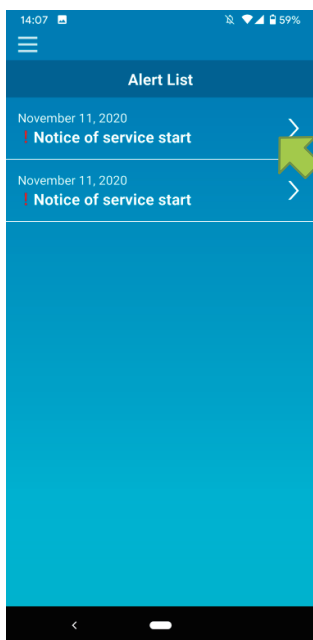 14:07 59%
Alert List
November 11, 2020
! Notice of service start
November 11, 2020
! Notice of service start